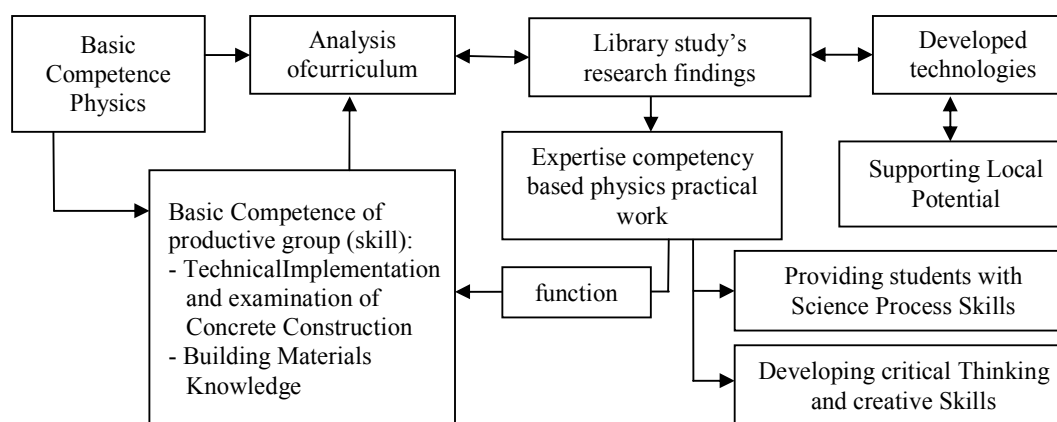 Basic
Competence
Physics
Analysis
ofcurriculum
Library study's
research findings
Developed
technologies
Expertise competency
based physics practical
work
Supporting Local
Potential
Basic Competence of
productive group (skill):
- TechnicalImplementation
and examination of
Concrete Construction
- Building Materials
Knowledge
function
Providing students with
Science Process Skills
Developing critical Thinking
and creative Skills